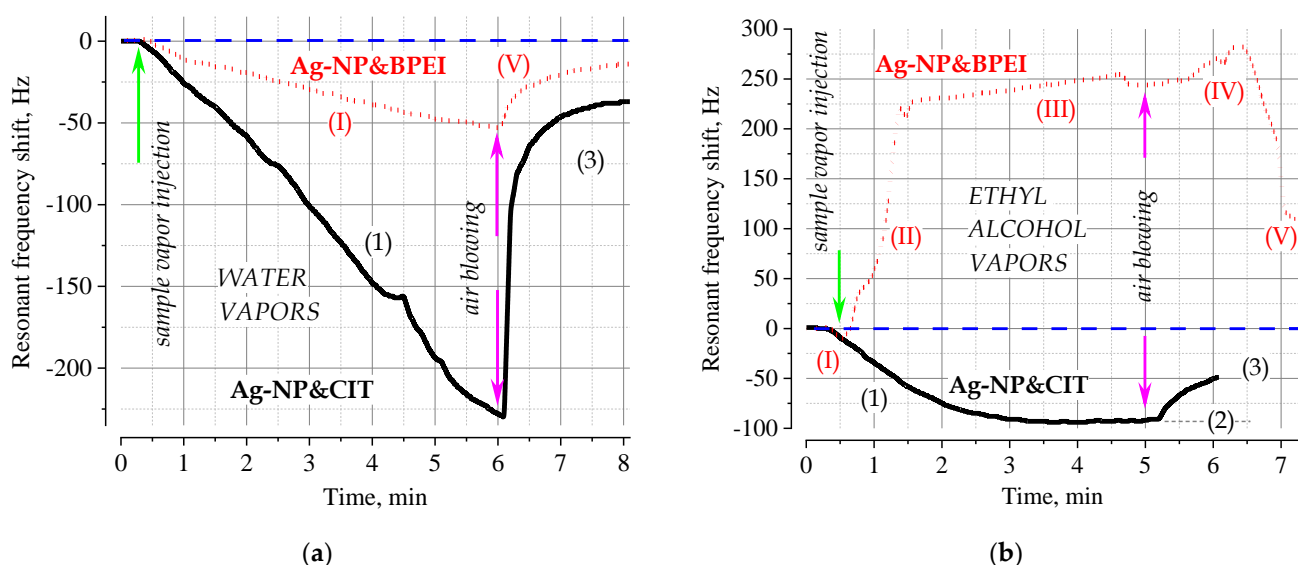 Resonant frequency shift, Hz
0
-50
-100
-150
-200
0 1 2 3 4 5 6 7 8
Time, min
Ag-NP&BPEI
(V)
(I)
(3)
(1)
sample vapor injection
WATER
VAPORS
air blowing
Ag-NP&CIT
(a)
Resonant frequency shift, Hz
300
250
200
150
100
50
0
-50
-100
0 1 2 3 4 5 6 7
Time, min
sample vapor injection
Ag-NP&BPEI
(IV)
(III)
ETHYL
ALCOHOL
VAPORS
air blowing
(II)
(V)
(I)
(1)
Ag-NP&CIT
(3)
(2)
(b)